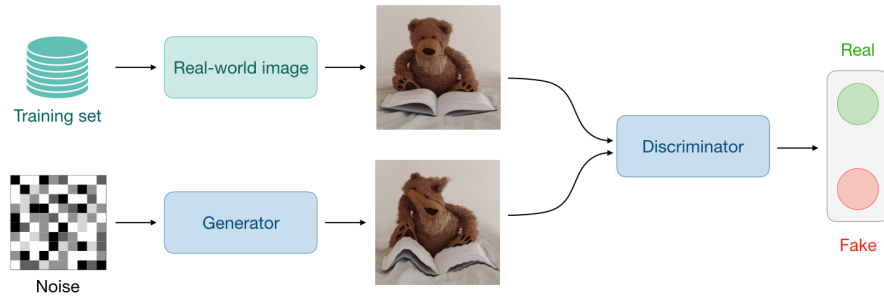 Training set
Real-world image
Noise
Generator
Discriminator
Real
Fake